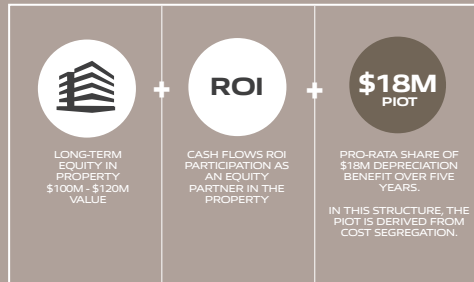 LONG-TERM
EQUITY IN
PROPERTY
$100M - $120M
VALUE
+
ROI
CASH FLOWS ROI
PARTICIPATION AS
AN EQUITY
PARTNER IN THE
PROPERTY
+
$18M
PIOT
PRO-RATA SHARE OF
$18M DEPRECIATION
BENEFIT OVER FIVE
YEARS.
IN THIS STRUCTURE, THE
PIOT IS DERIVED FROM
COST SEGREGATION.